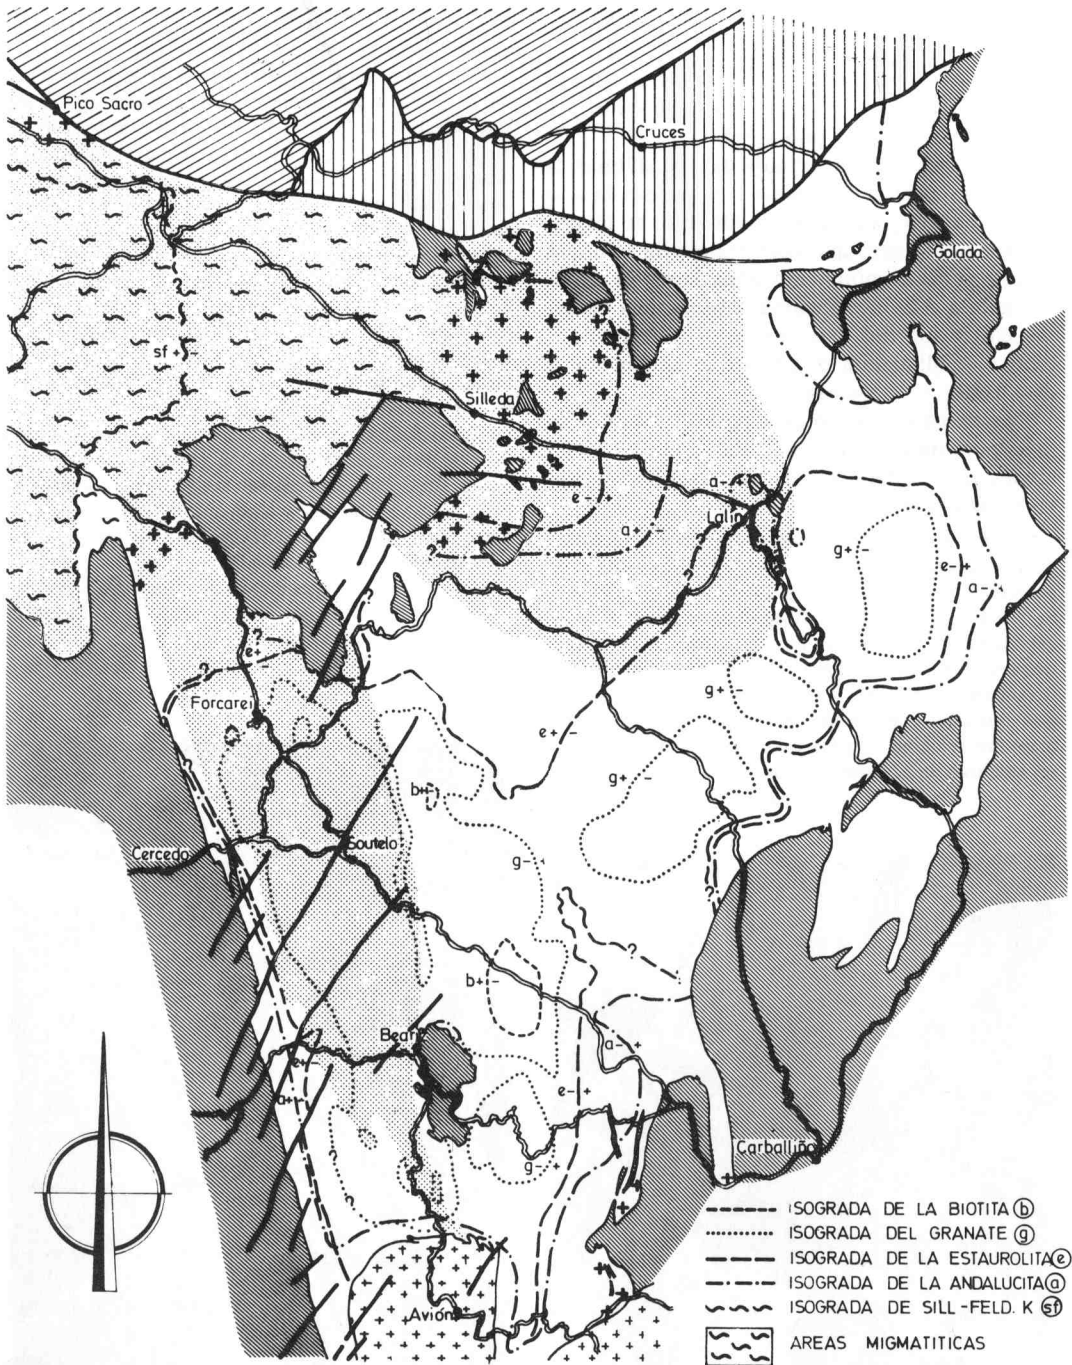 Pico Sacro
Cruces
Golada
?
sf + -
?
Silleda
a - +
e - +
Lalín
a + -
g + -
?
?
e - +
a -
?
?
e +
?
g + -
Forcarei
e + -
g + -
b +
Soutelo
Cercedo
g -
?
?
b + -
Beariz
?
a - +
e + -
e - +
a + -
Carballiño
?
g - +
?
ISOGRADA DE LA BIOTITA b
ISOGRADA DEL GRANATE g
ISOGRADA DE LA ESTAUROLITA e
ISOGRADA DE LA ANDALUCITA a
Avión
ISOGRADA DE SILL-FELD. K sf
AREAS MIGMATITICAS